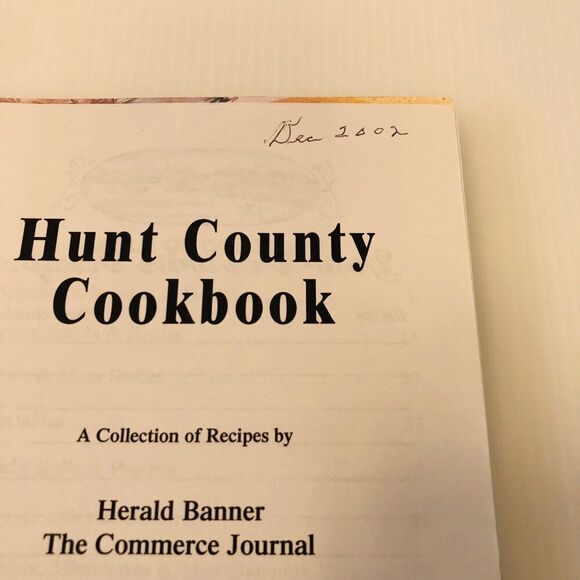 Dec 2002
Hunt County
Cookbook
A Collection of Recipes by
Herald Banner
The Commerce Journal